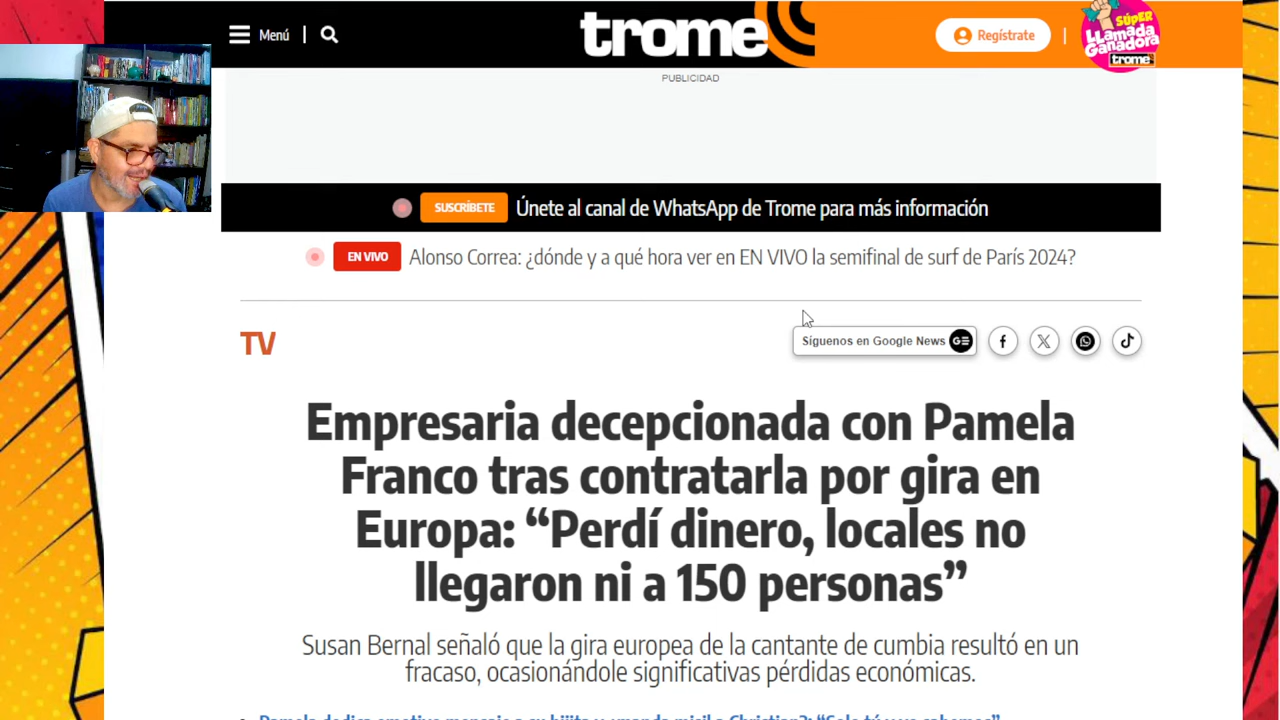 Menú
trome
Regístrate
SÚPER
LLAMADA
GANADORA
trome
PUBLICIDAD
SUSCRÍBETE Únete al canal de WhatsApp de Trome para más información
EN VIVO Alonso Correa: ¿dónde y a qué hora ver en EN VIVO la semifinal de surf de París 2024?
TV
Síguenos en Google News
Empresaria decepcionada con Pamela
Franco tras contratarla por gira en
Europa: “Perdí dinero, locales no
llegaron ni a 150 personas”
Susan Bernal señaló que la gira europea de la cantante de cumbia resultó en un
fracaso, ocasionándole significativas pérdidas económicas.